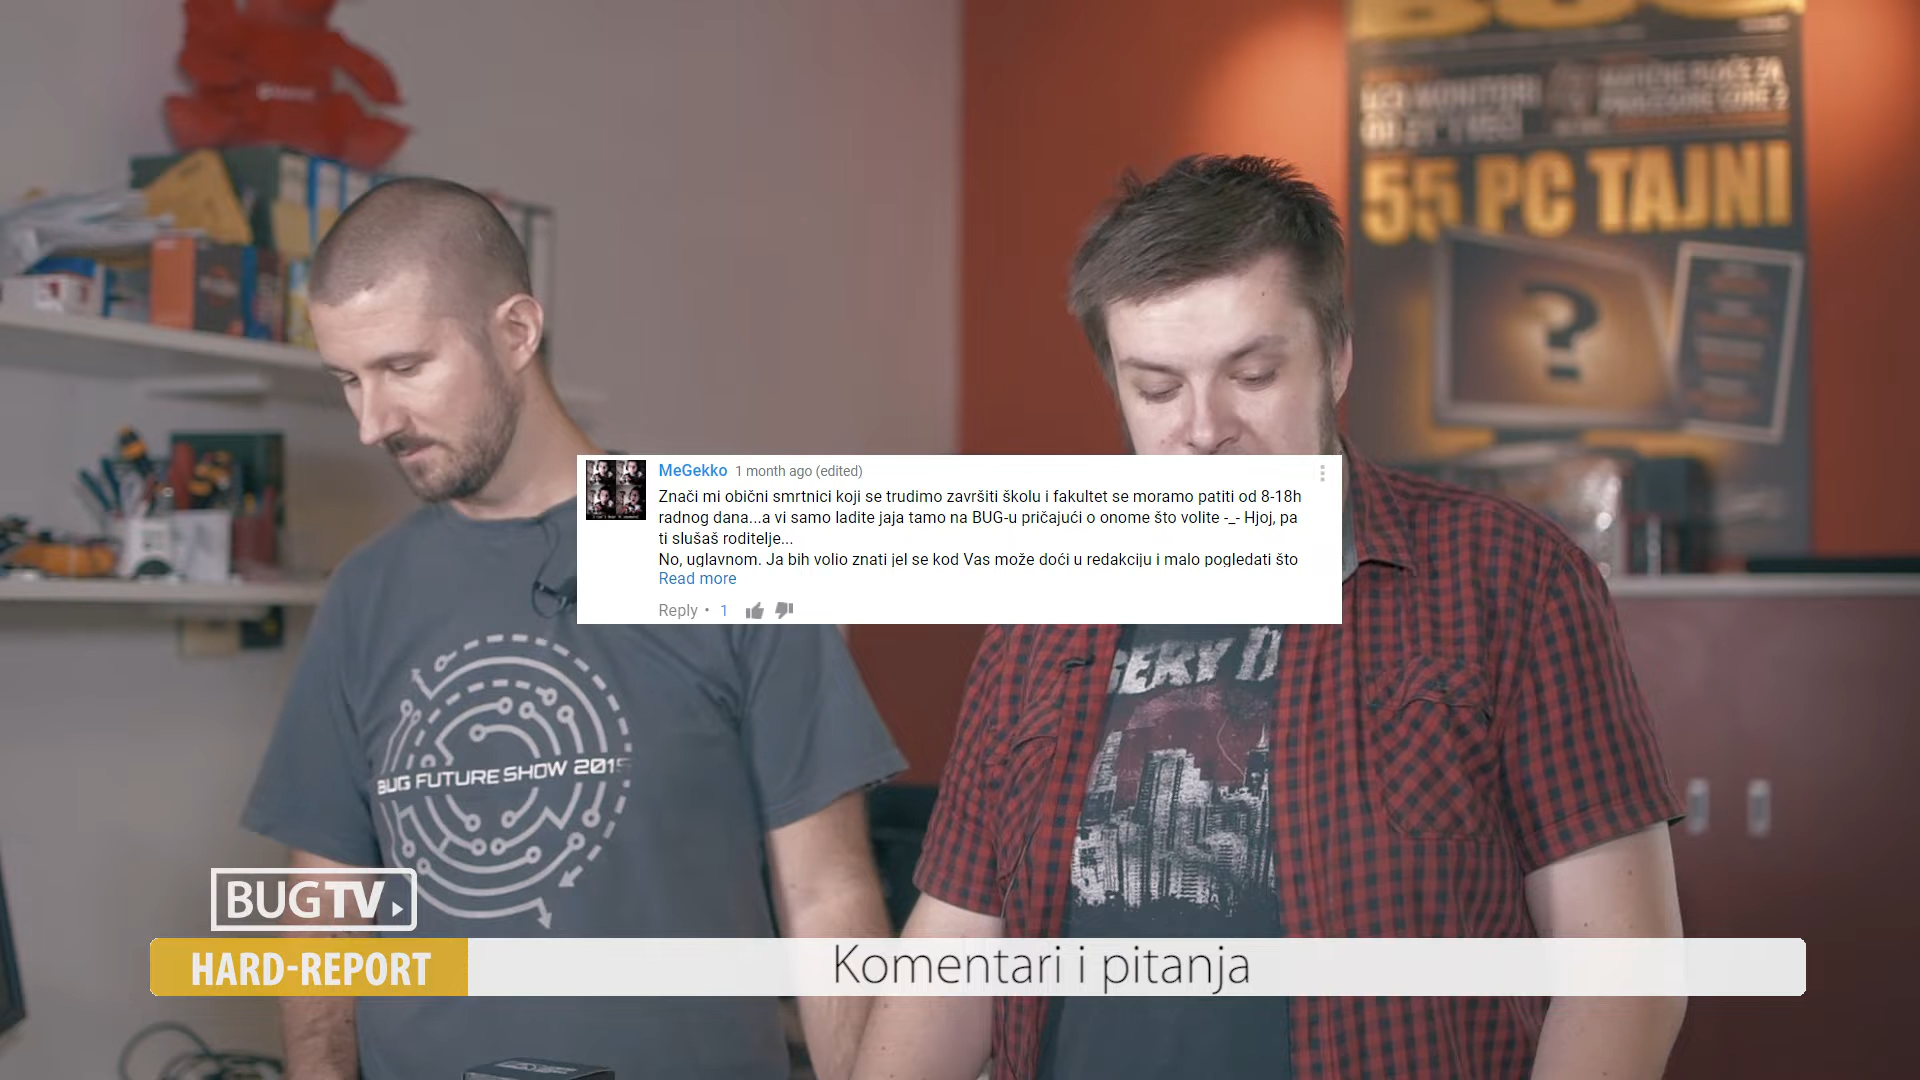 55 PC TAJNI
?
MeGekko 1 month ago (edited)
Znači mi obični smrtnici koji se trudimo završiti školu i fakultet se moramo patiti od 8-18h
radnog dana...a vi samo ladite jaja tamo na BUG-u pričajući o onome što volite -_- Hjoj, pa
ti slušaš roditelje...
No, uglavnom. Ja bih volio znati jel se kod Vas može doći u redakciju i malo pogledati što
Read more
Reply • 1
BUG FUTURE SHOW 2015
BUGTV
HARD-REPORT
Komentari i pitanja